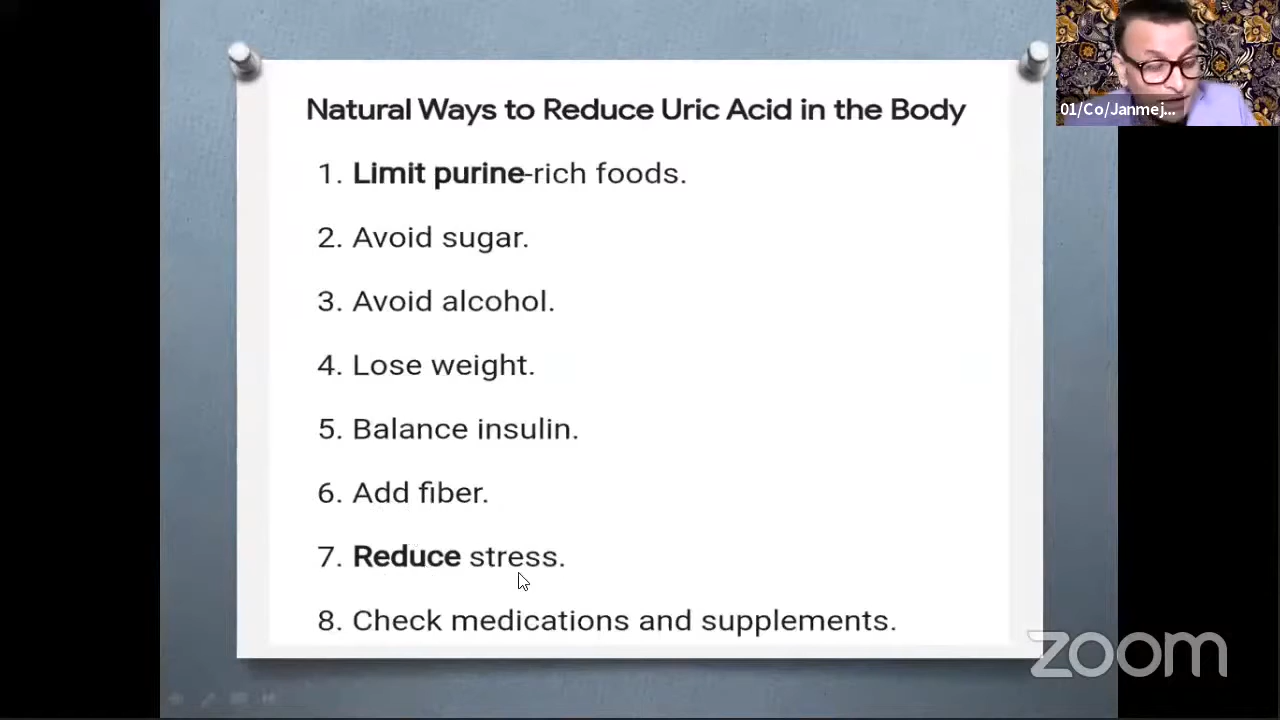 Natural Ways to Reduce Uric Acid in the Body
1. Limit purine-rich foods.
2. Avoid sugar.
3. Avoid alcohol.
4. Lose weight.
5. Balance insulin.
6. Add fiber.
7. Reduce stress.
8. Check medications and supplements.
01/Co/Janmej...
zoom